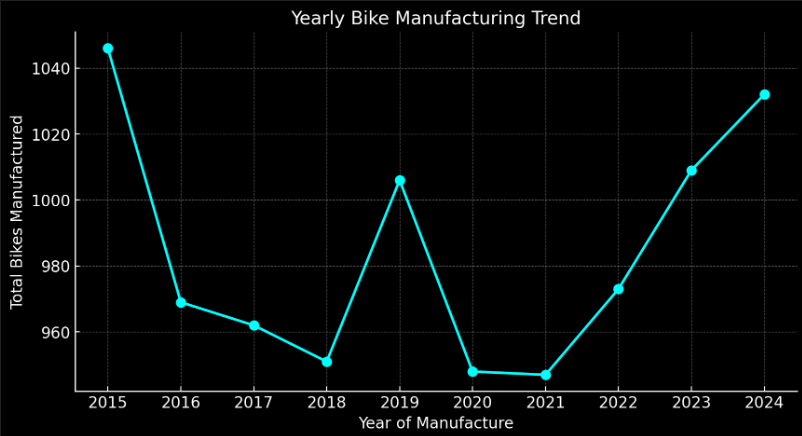 Yearly Bike Manufacturing Trend
Total Bikes Manufactured
1040
1020
1000
980
960
2015 2016 2017 2018 2019 2020 2021 2022 2023 2024
Year of Manufacture